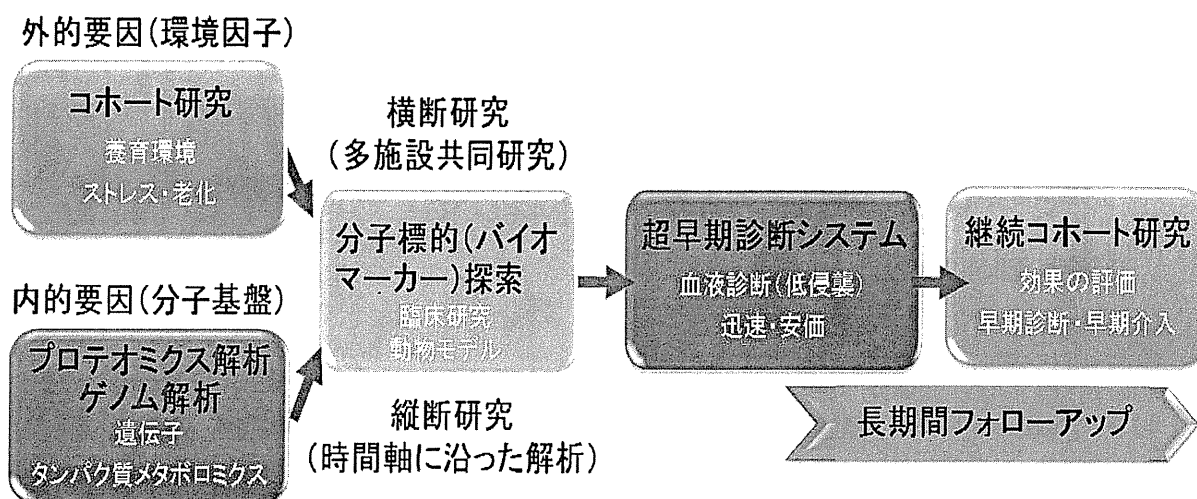 外的要因(環境因子)
コホート研究
養育環境
ストレス・老化
内的要因(分子基盤)
プロテオミクス解析
ゲノム解析
遺伝子
タンパク質メタボロミクス
横断研究
(多施設共同研究)
分子標的(バイオ
マーカー)探索
臨床研究
動物モデル
縦断研究
(時間軸に沿った解析)
超早期診断システム
血液診断(低侵襲)
迅速・安価
継続コホート研究
効果の評価
早期診断・早期介入
長期間フォローアップ